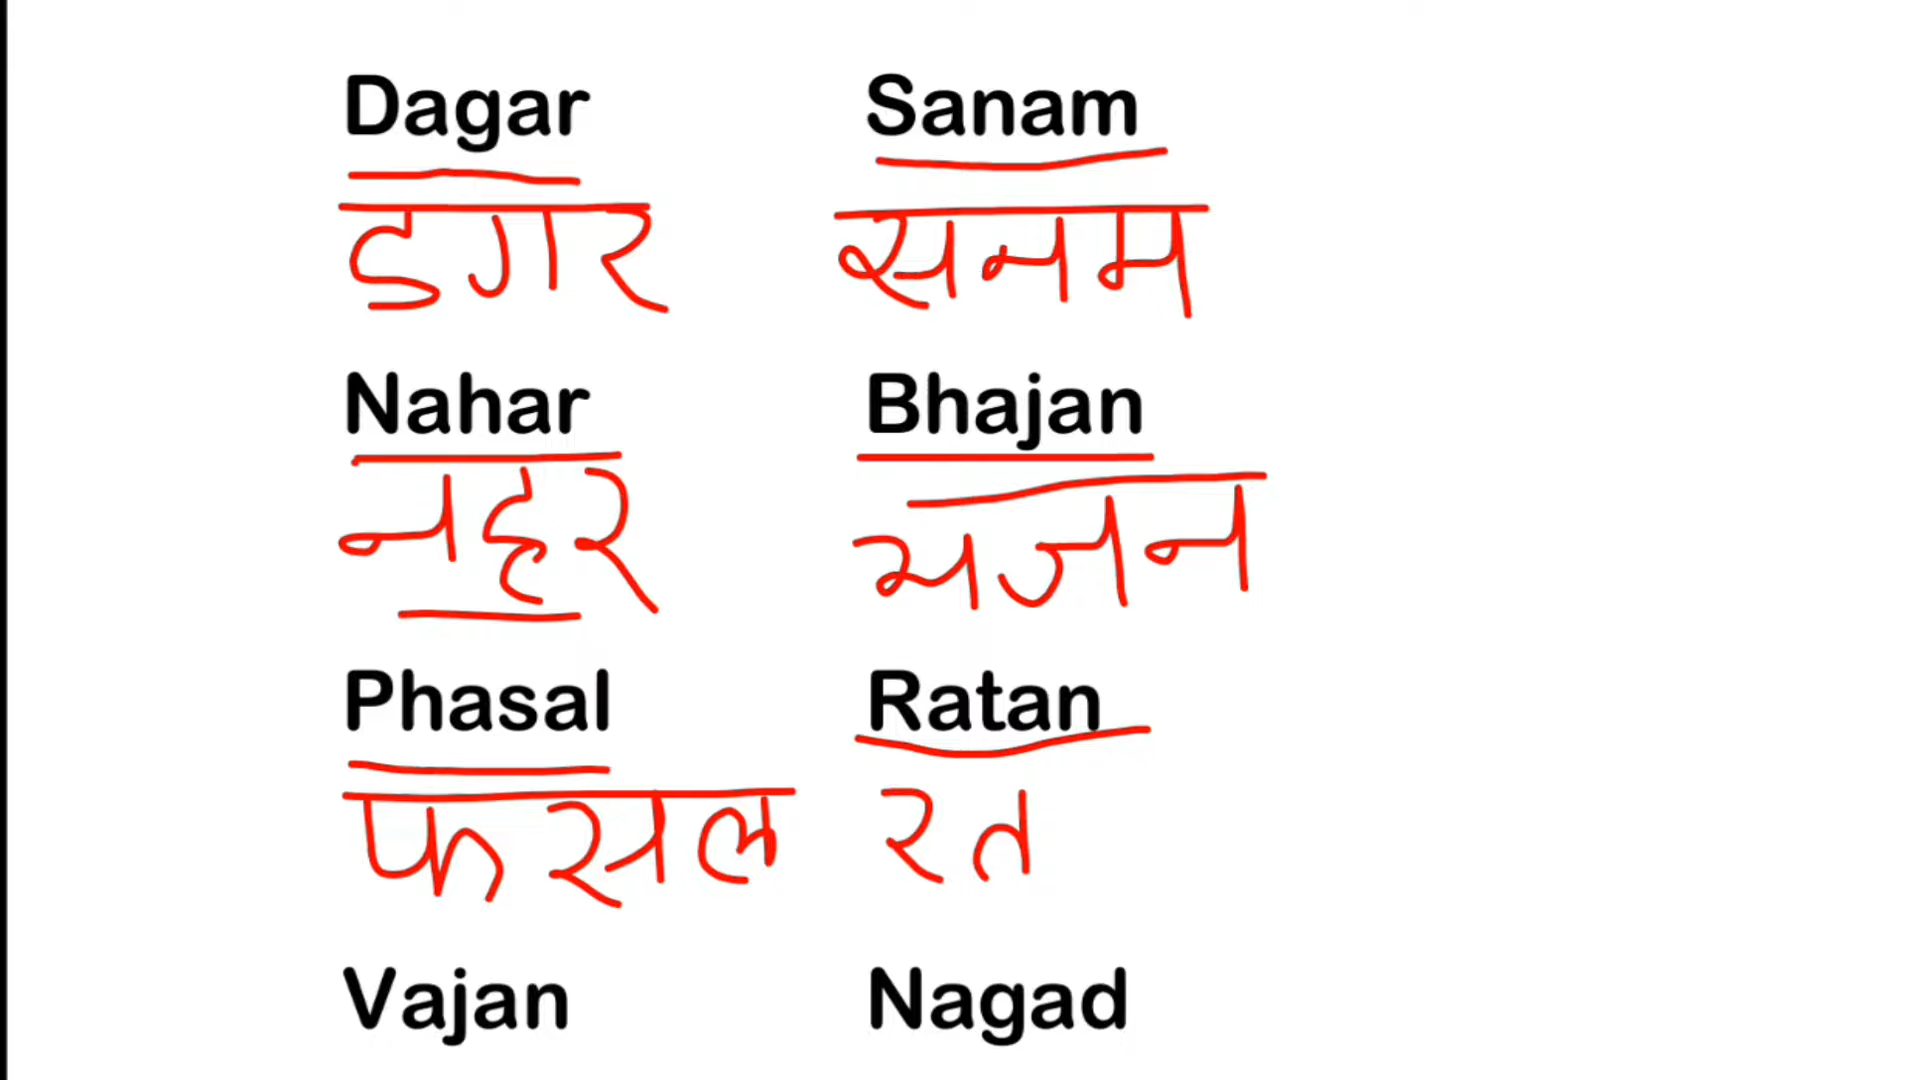 Dagar Sanam
डगर सनम
Nahar Bhajan
नहर भजन
Phasal Ratan
फसल रत
Vajan Nagad